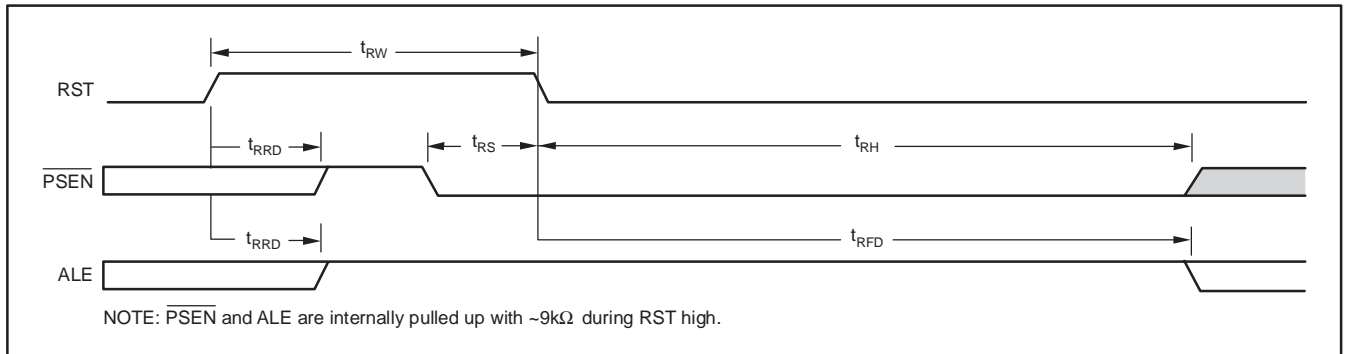 tRW
RST
tRRD
tRS
tRH
PSEN
tRRD
tRFD
ALE
NOTE: PSEN and ALE are internally pulled up with ~9kΩ during RST high.